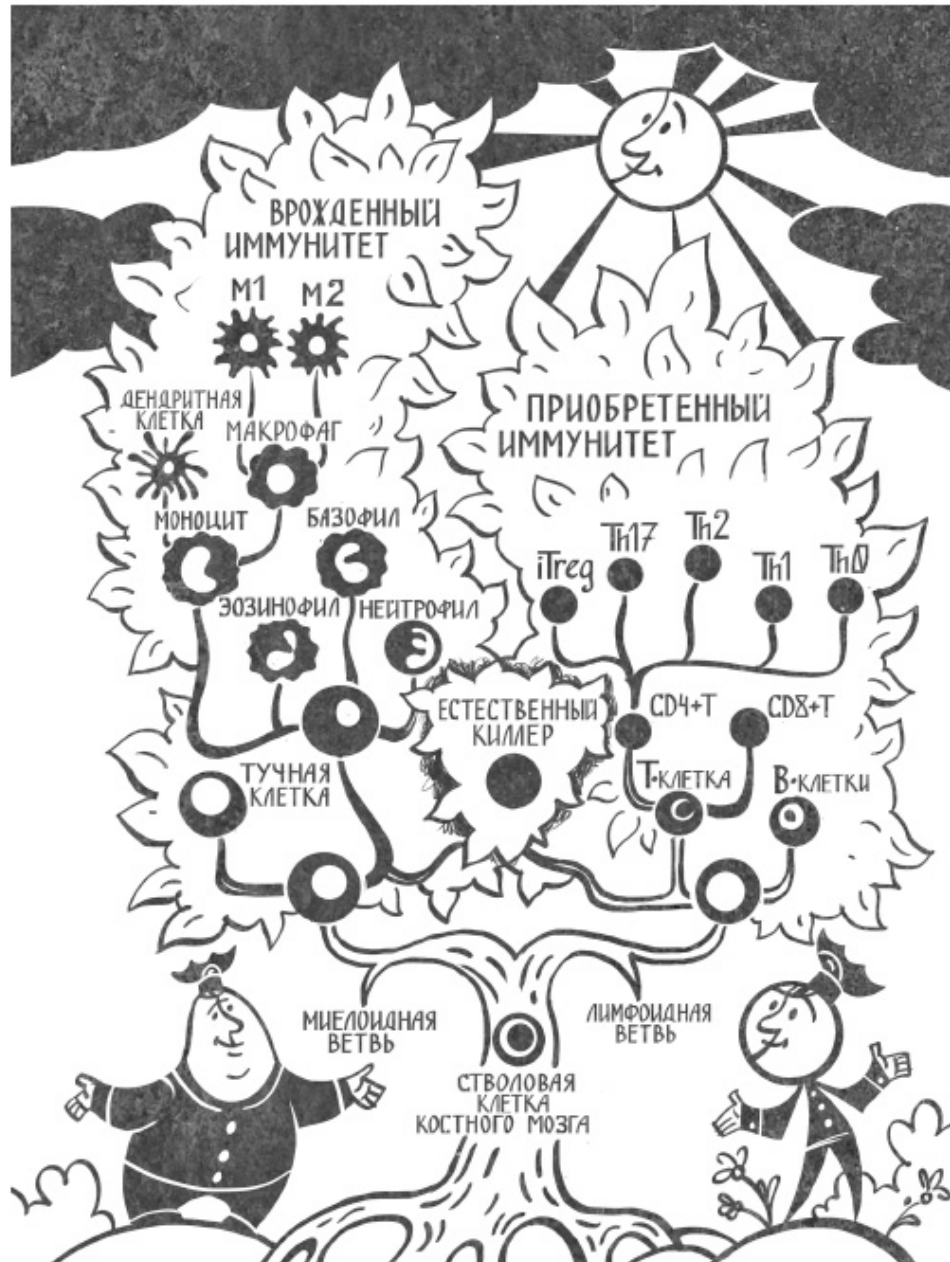 ВРОЖДЕННЫЙ
ИММУНИТЕТ
М1
М2
ДЕНДРИТНАЯ
КЛЕТКА
МАКРОФАГ
МОНОЦИТ
БАЗОФИЛ
ЭОЗИНОФИЛ
НЕЙТРОФИЛ
ТУЧНАЯ
КЛЕТКА
ЕСТЕСТВЕННЫЙ
КИЛЛЕР
ПРИОБРЕТЕННЫЙ
ИММУНИТЕТ
iTreg
Th17
Th2
Th1
Th0
CD4+T
CD8+T
Т-КЛЕТКА
В-КЛЕТКИ
МИЕЛОИДНАЯ
ВЕТВЬ
ЛИМФОИДНАЯ
ВЕТВЬ
СТВОЛОВАЯ
КЛЕТКА
КОСТНОГО МОЗГА